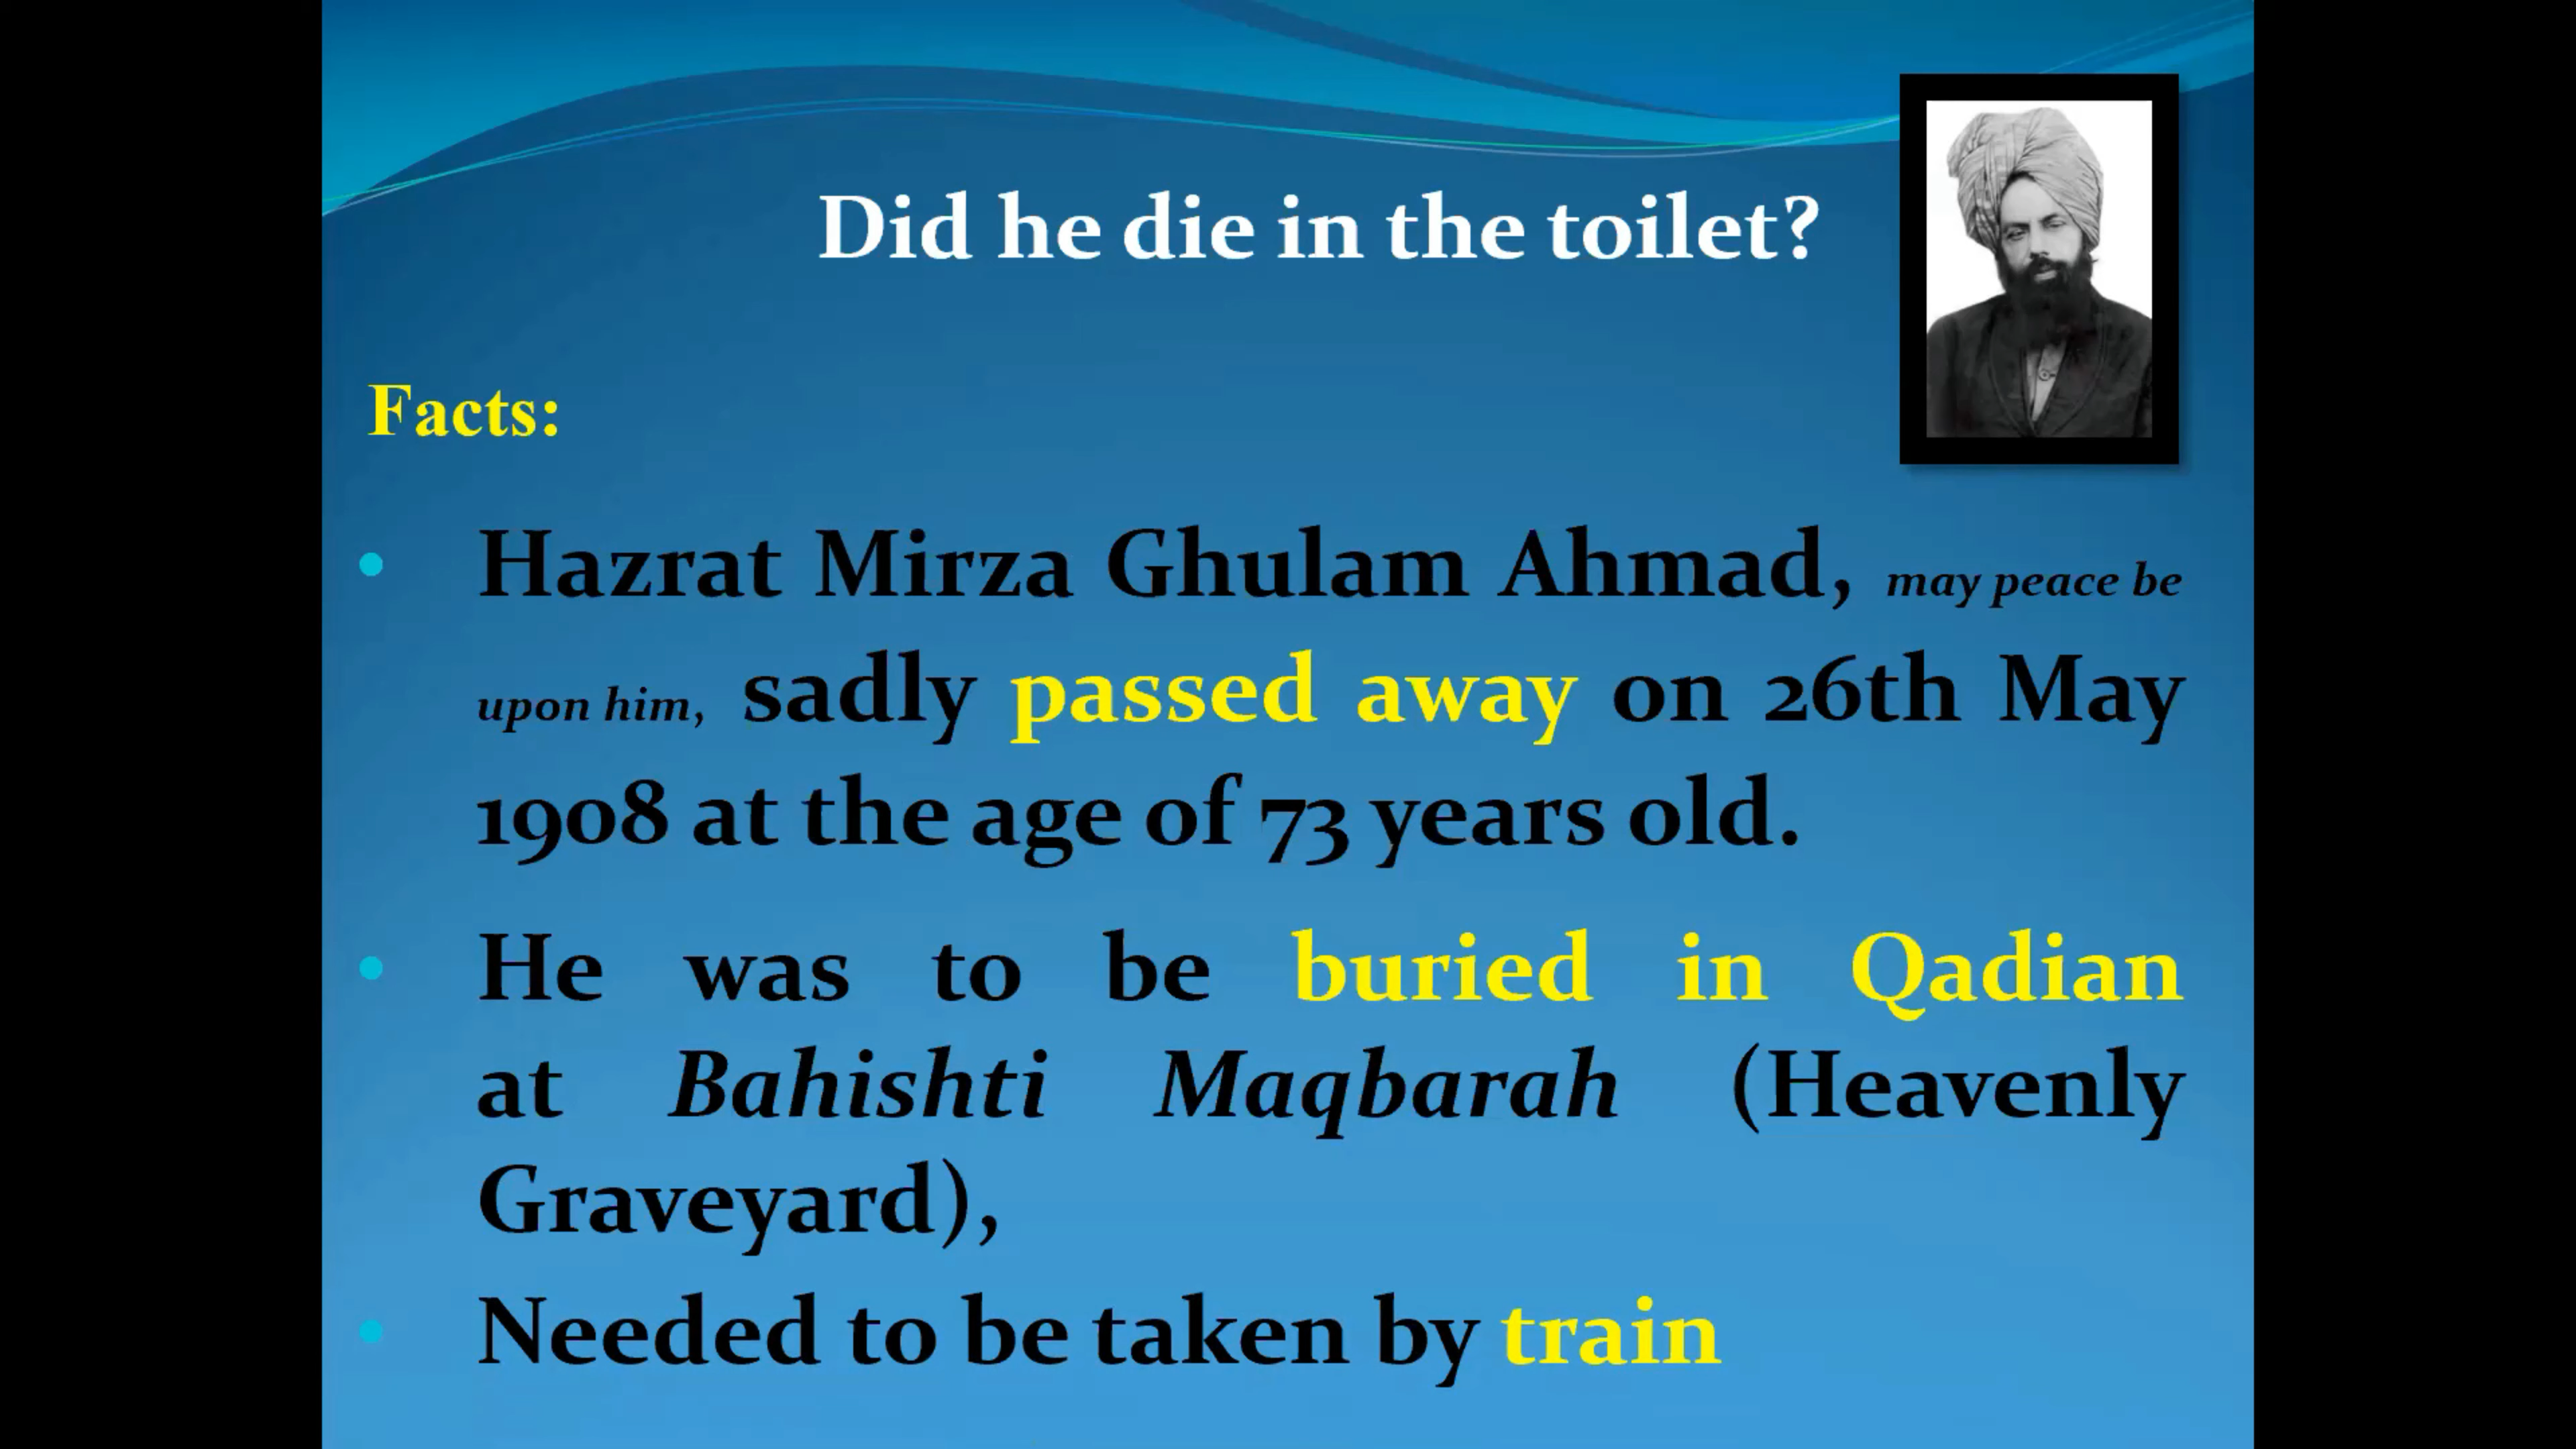 Did he die in the toilet?
Facts:
• Hazrat Mirza Ghulam Ahmad, may peace be
upon him, sadly passed away on 26th May
1908 at the age of 73 years old.
• He was to be buried in Qadian
at Bahishti Maqbarah (Heavenly
Graveyard),
• Needed to be taken by train